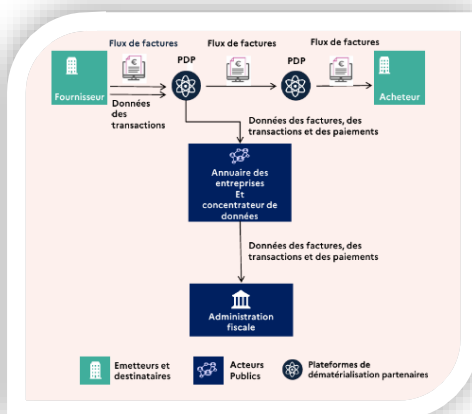 Flux de factures
Flux de factures
Flux de factures
PDP
PDP
Fournisseur
Acheteur
Données
des
transactions
Données des factures, des
transactions et des paiements
Annuaire des
entreprises
Et
concentrateur de
données
Données des factures, des
transactions et des paiements
Administration
fiscale
Emetteurs et
destinataires
Acteurs
Publics
Plateformes de
dématérialisation partenaires